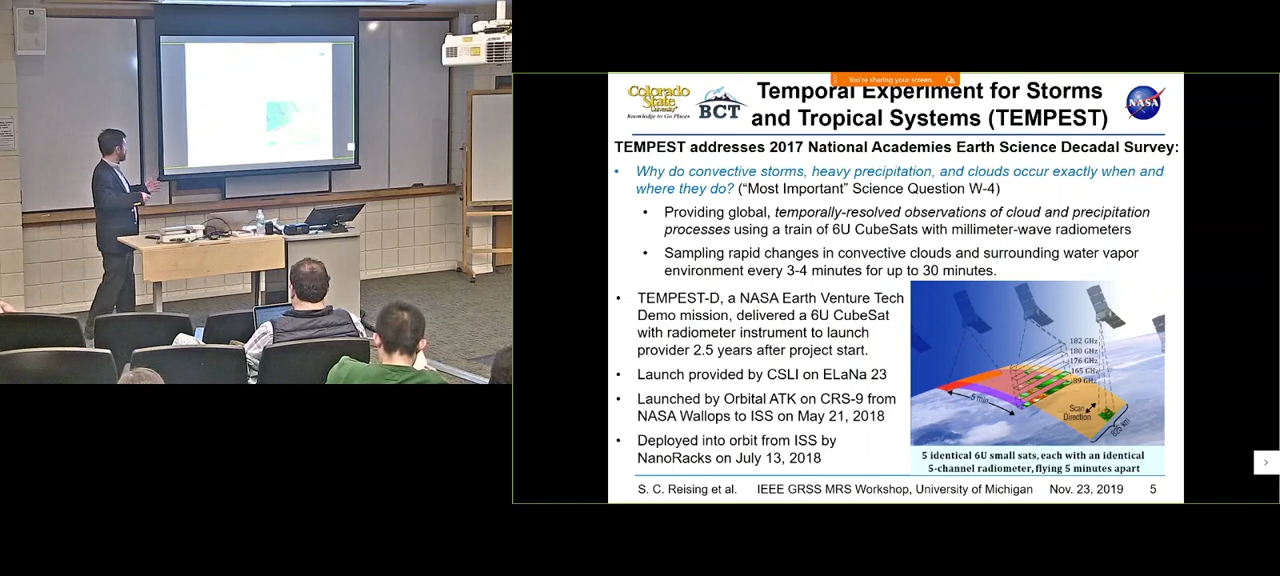 You're sharing your screen.
Colorado
State
University
Knowledge to Go Places
BCT
Temporal Experiment for Storms
and Tropical Systems (TEMPEST)
NASA
TEMPEST addresses 2017 National Academies Earth Science Decadal Survey:
• Why do convective storms, heavy precipitation, and clouds occur exactly when and
where they do? (“Most Important” Science Question W-4)
• Providing global, temporally-resolved observations of cloud and precipitation
processes using a train of 6U CubeSats with millimeter-wave radiometers
• Sampling rapid changes in convective clouds and surrounding water vapor
environment every 3-4 minutes for up to 30 minutes.
• TEMPEST-D, a NASA Earth Venture Tech
Demo mission, delivered a 6U CubeSat
with radiometer instrument to launch
provider 2.5 years after project start.
• Launch provided by CSLI on ELaNa 23
• Launched by Orbital ATK on CRS-9 from
NASA Wallops to ISS on May 21, 2018
• Deployed into orbit from ISS by
NanoRacks on July 13, 2018
182 GHz
180 GHz
176 GHz
165 GHz
89 GHz
5 min
Scan
Direction
825 km
5 identical 6U small sats, each with an identical
5-channel radiometer, flying 5 minutes apart
S. C. Reising et al. IEEE GRSS MRS Workshop, University of Michigan Nov. 23, 2019 5